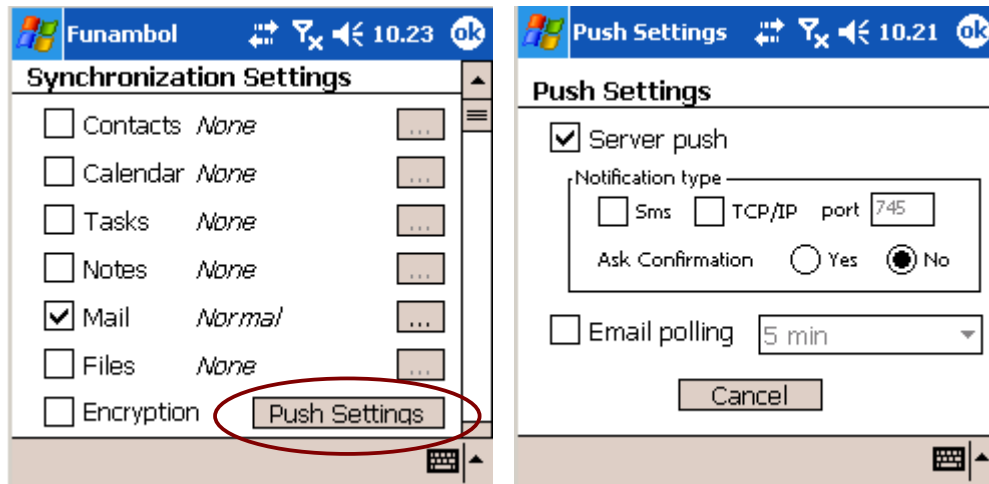 Funambol 10.23 ok
Synchronization Settings
Contacts None ...
Calendar None ...
Tasks None ...
Notes None ...
Mail Normal ...
Files None ...
Encryption Push Settings
Push Settings 10.21 ok
Push Settings
Server push
Notification type
Sms TCP/IP port 745
Ask Confirmation Yes No
Email polling 5 min
Cancel